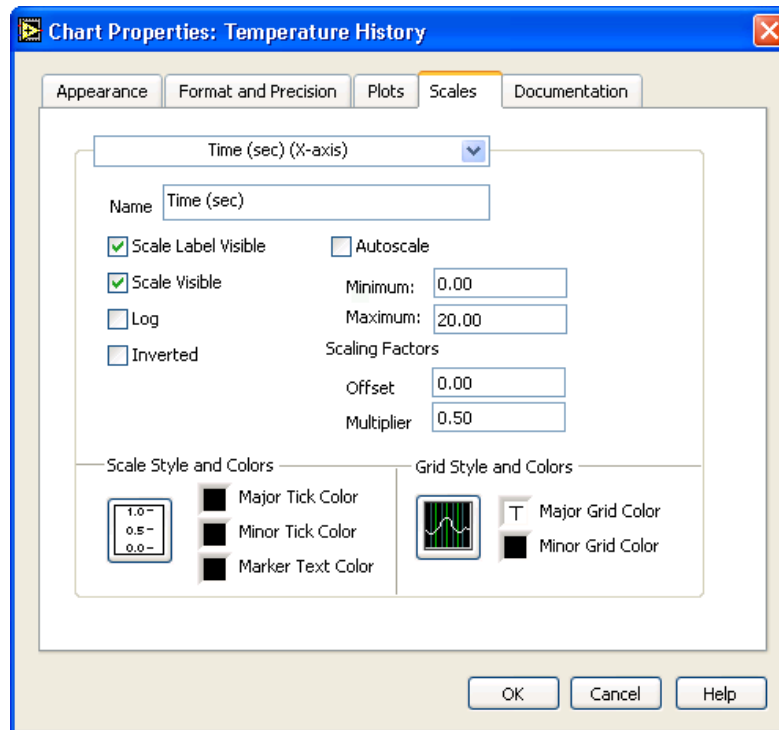 Chart Properties: Temperature History
Appearance Format and Precision Plots Scales Documentation
Time (sec) (X-axis)
Name Time (sec)
Scale Label Visible Autoscale
Scale Visible Minimum: 0.00
Log Maximum: 20.00
Inverted Scaling Factors
Offset 0.00
Multiplier 0.50
Scale Style and Colors Grid Style and Colors
1.0
0.5
0.0
Major Tick Color
Minor Tick Color
Marker Text Color
T Major Grid Color
Minor Grid Color
OK Cancel Help